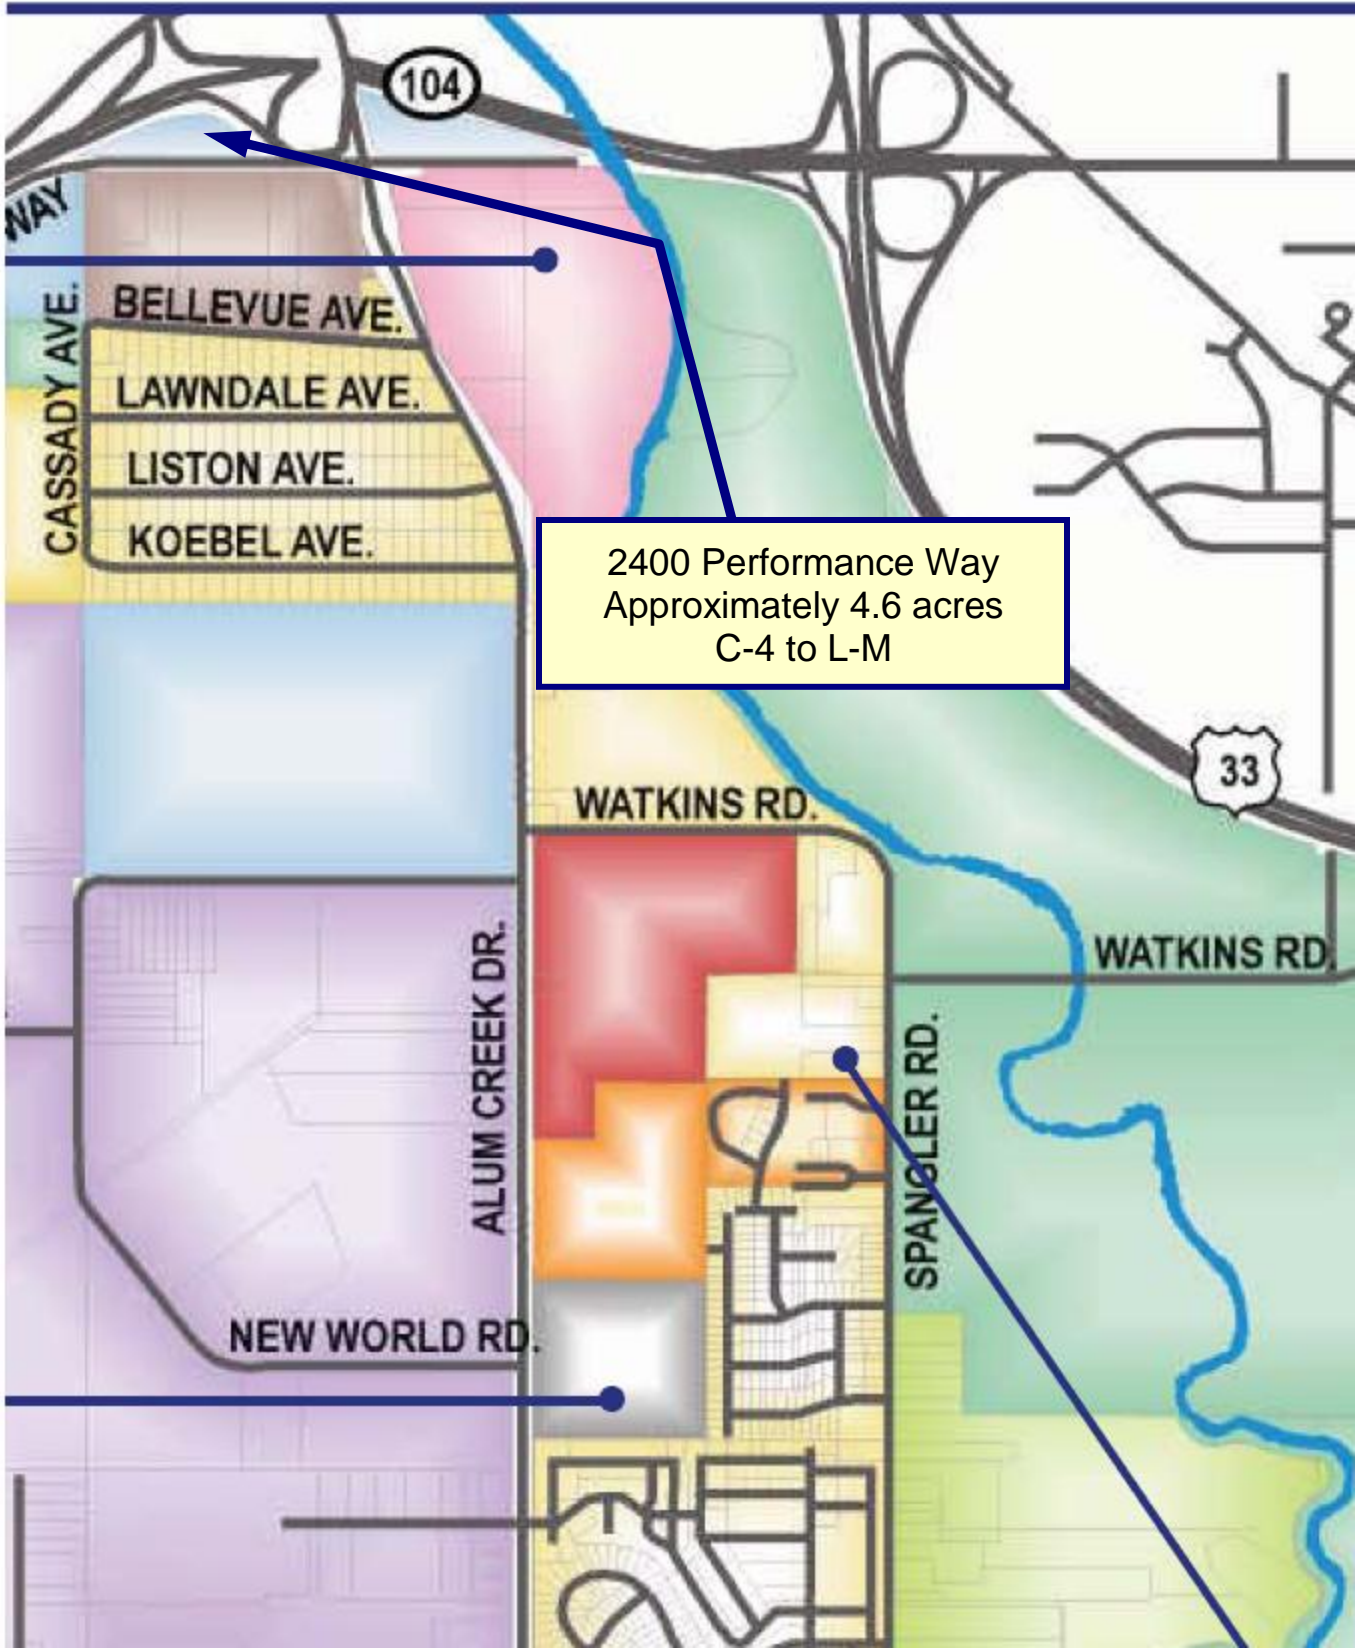 104
WAY
BELLEVUE AVE.
CASSADY AVE.
LAWNDALE AVE.
LISTON AVE.
KOEBEL AVE.
2400 Performance Way
Approximately 4.6 acres
C-4 to L-M
33
WATKINS RD.
ALUM CREEK DR.
WATKINS RD.
SPANGLER RD.
NEW WORLD RD.